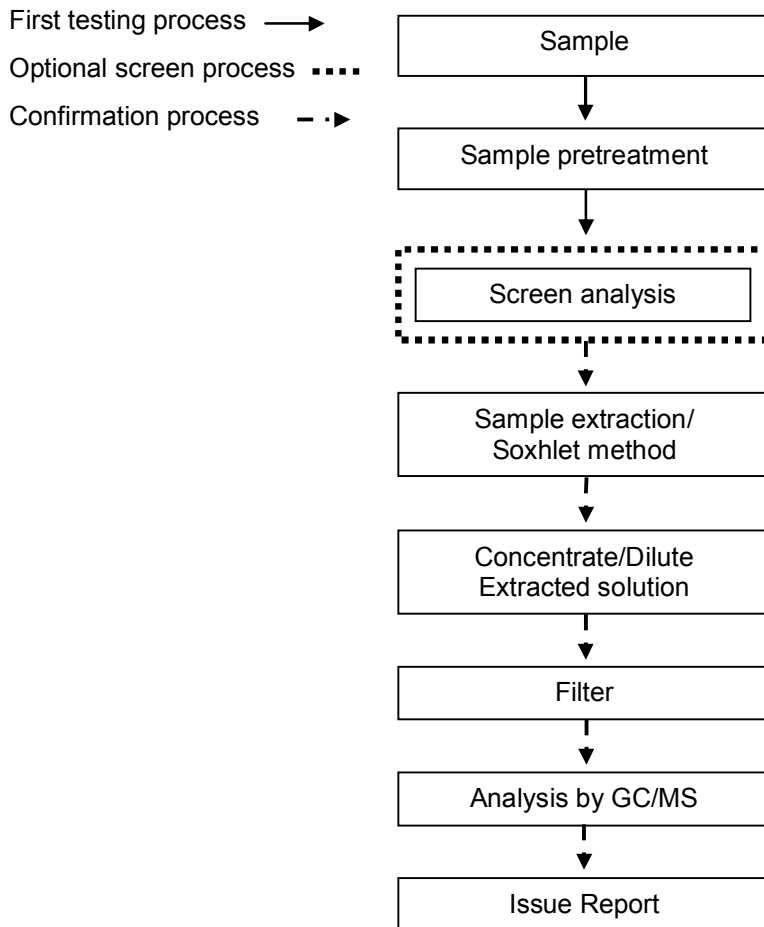 First testing process
Optional screen process
Confirmation process
Sample
Sample pretreatment
Screen analysis
Sample extraction/
Soxhlet method
Concentrate/Dilute
Extracted solution
Filter
Analysis by GC/MS
Issue Report